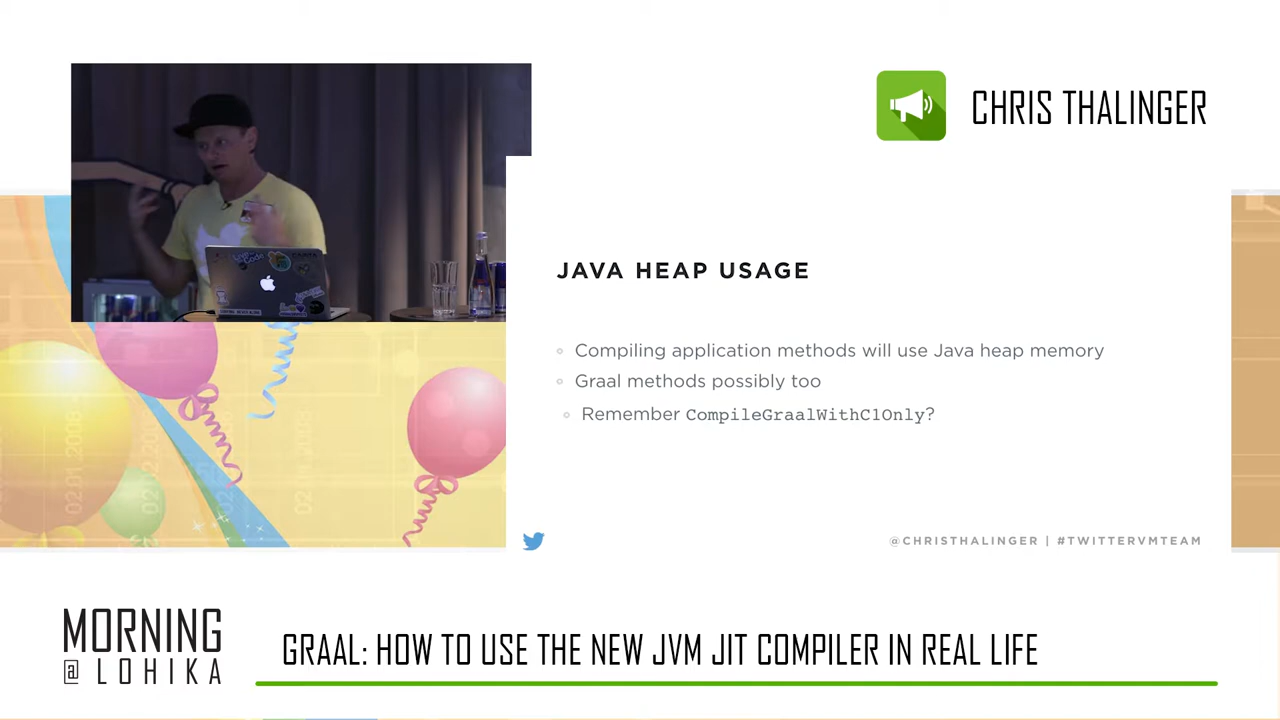 CHRIS THALINGER
JAVA HEAP USAGE
Compiling application methods will use Java heap memory
Graal methods possibly too
Remember CompileGraalWithC1Only?
@CHRISTHALINGER | #TWITTERVMTEAM
MORNING
@ LOHIKA
GRAAL: HOW TO USE THE NEW JVM JIT COMPILER IN REAL LIFE